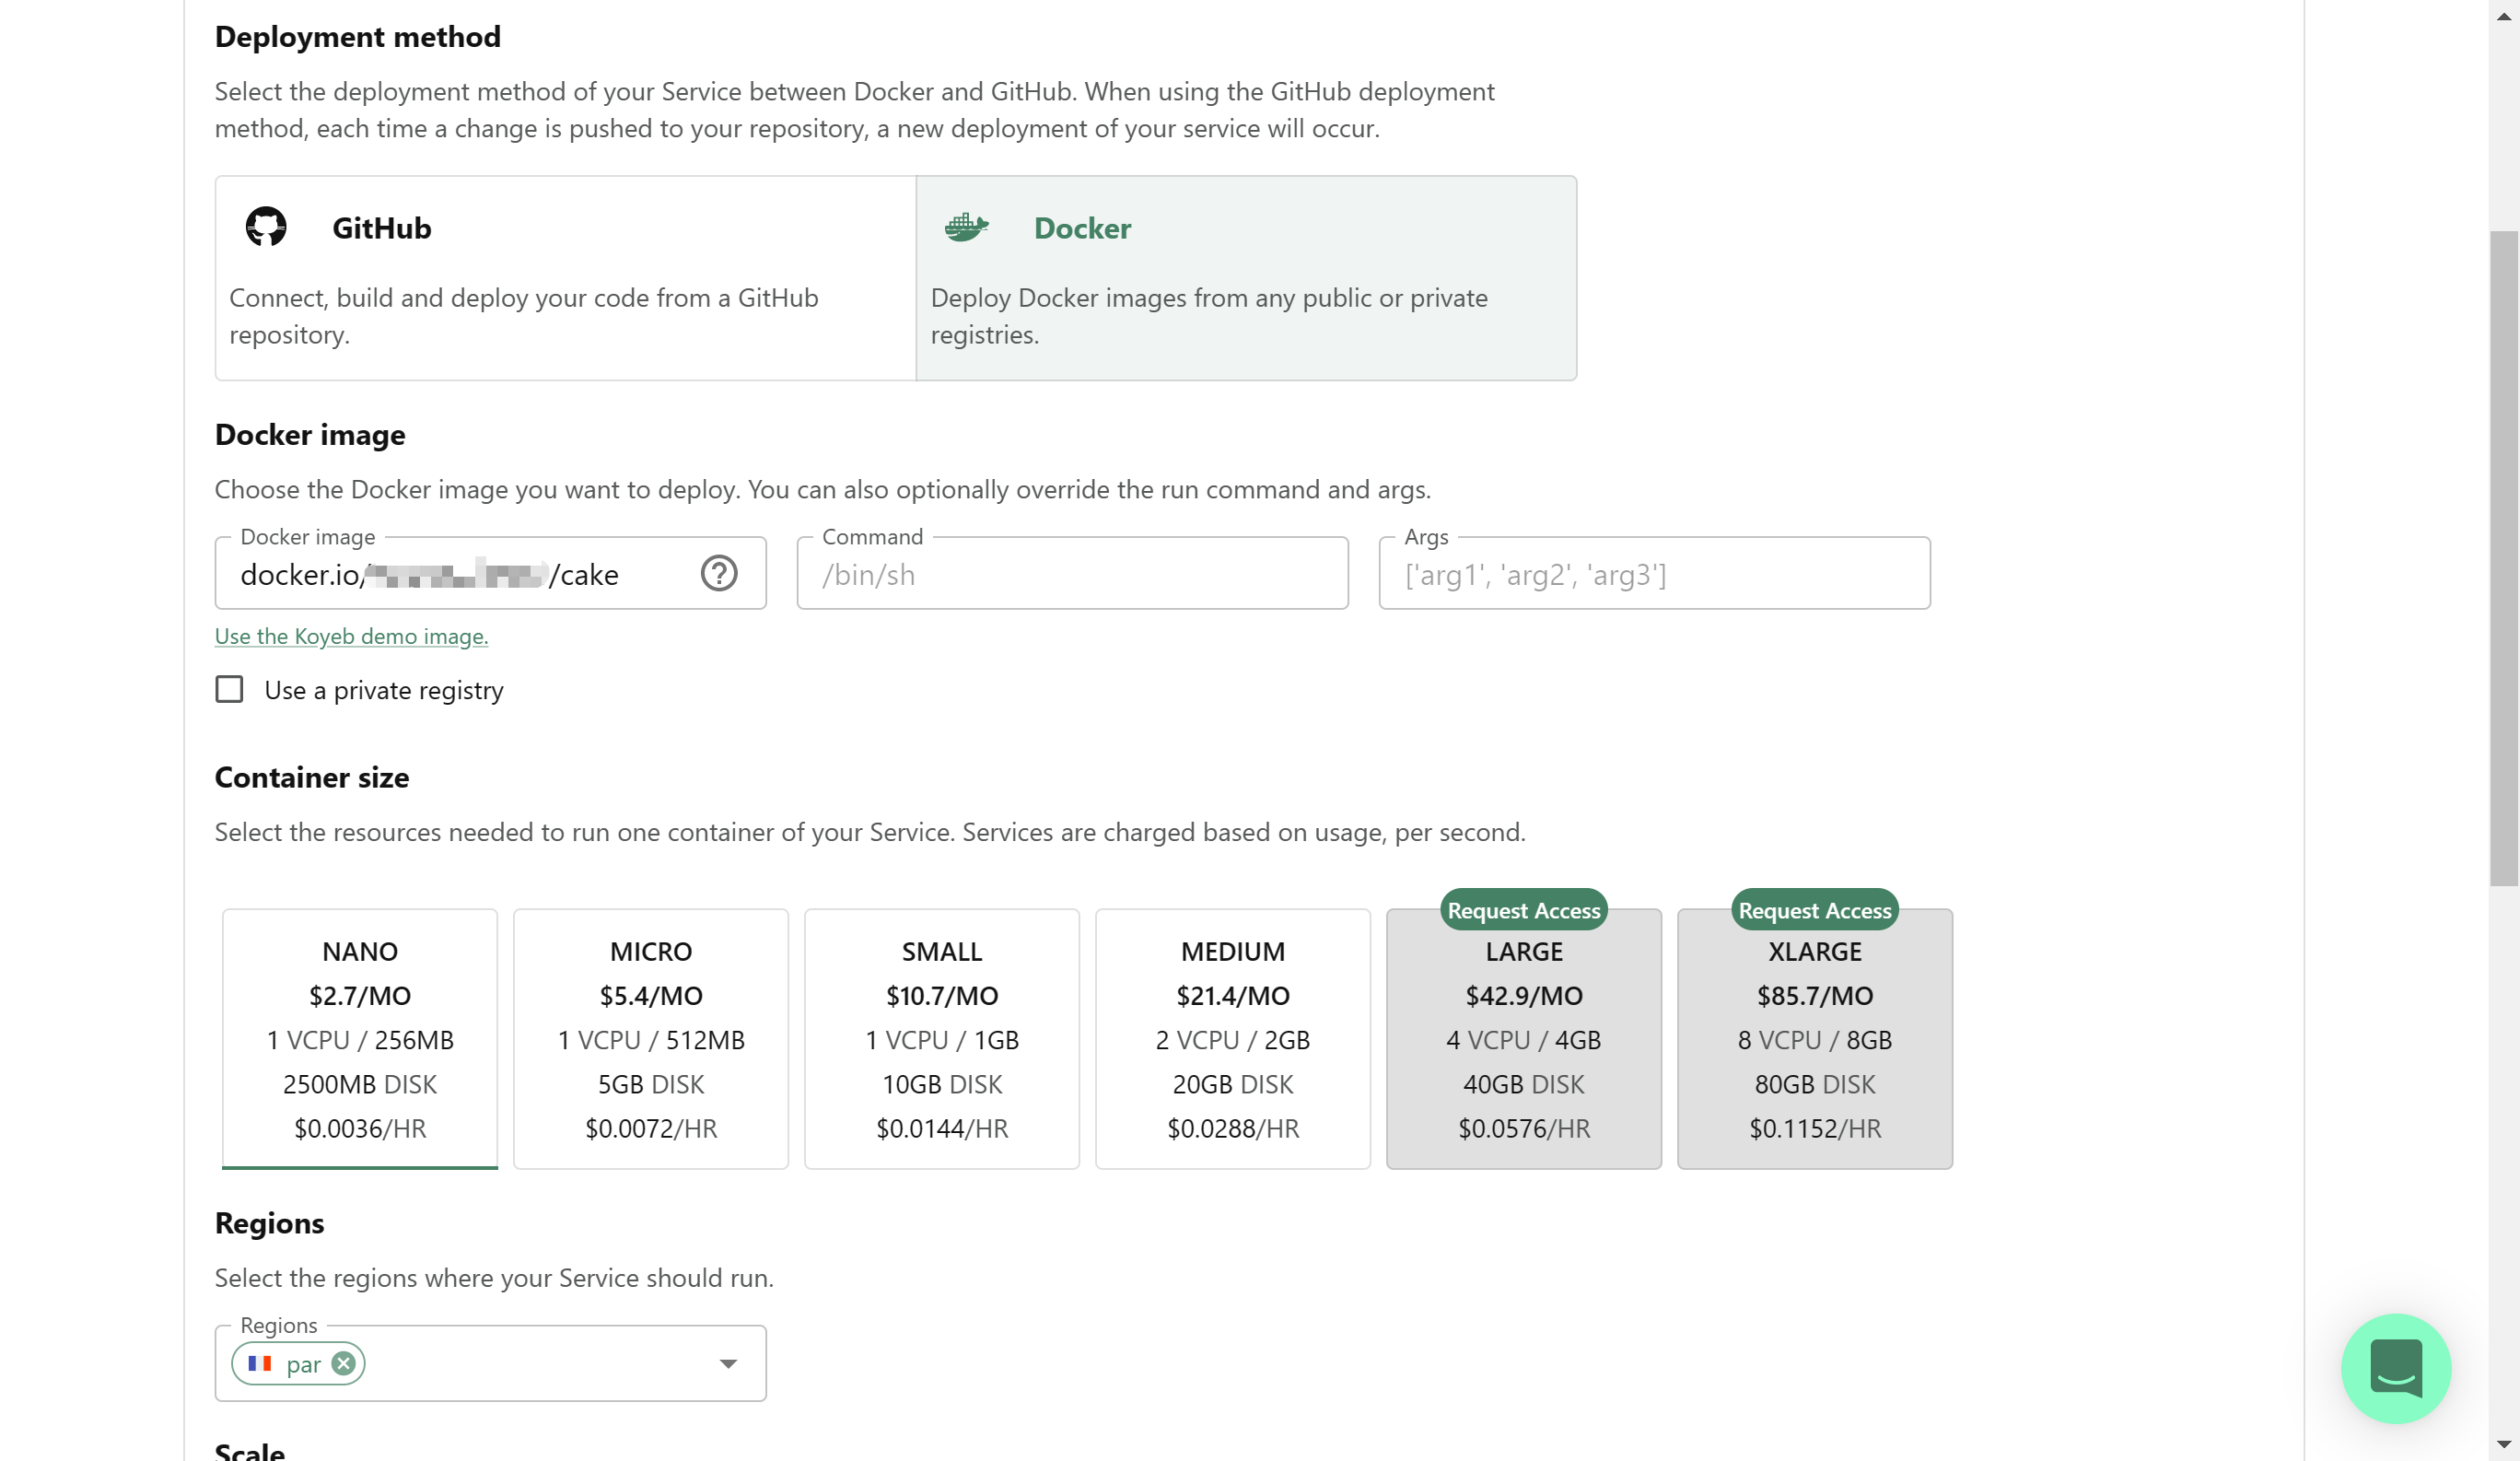 Deployment method
Select the deployment method of your Service between Docker and GitHub. When using the GitHub deployment
method, each time a change is pushed to your repository, a new deployment of your service will occur.
GitHub
Connect, build and deploy your code from a GitHub
repository.
Docker
Deploy Docker images from any public or private
registries.
Docker image
Choose the Docker image you want to deploy. You can also optionally override the run command and args.
Docker image
docker.io/ /cake
Command
/bin/sh
Args
['arg1', 'arg2', 'arg3']
Use the Koyeb demo image.
Use a private registry
Container size
Select the resources needed to run one container of your Service. Services are charged based on usage, per second.
NANO
$2.7/MO
1 VCPU / 256MB
2500MB DISK
$0.0036/HR
MICRO
$5.4/MO
1 VCPU / 512MB
5GB DISK
$0.0072/HR
SMALL
$10.7/MO
1 VCPU / 1GB
10GB DISK
$0.0144/HR
MEDIUM
$21.4/MO
2 VCPU / 2GB
20GB DISK
$0.0288/HR
Request Access
LARGE
$42.9/MO
4 VCPU / 4GB
40GB DISK
$0.0576/HR
Request Access
XLARGE
$85.7/MO
8 VCPU / 8GB
80GB DISK
$0.1152/HR
Regions
Select the regions where your Service should run.
Regions
par
Scale